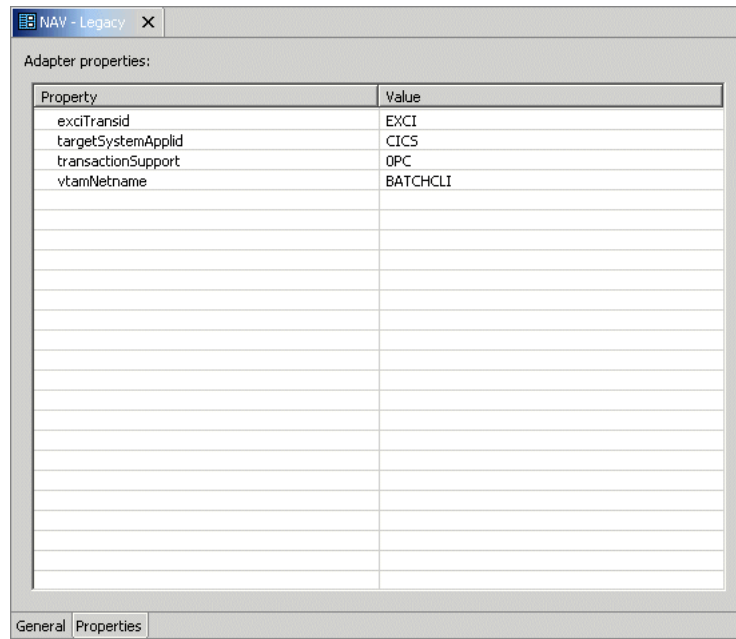 NAV - Legacy
Adapter properties:
Property Value
exciTransid EXCI
targetSystemApplid CICS
transactionSupport 0PC
vtamNetname BATCHCLI
General Properties